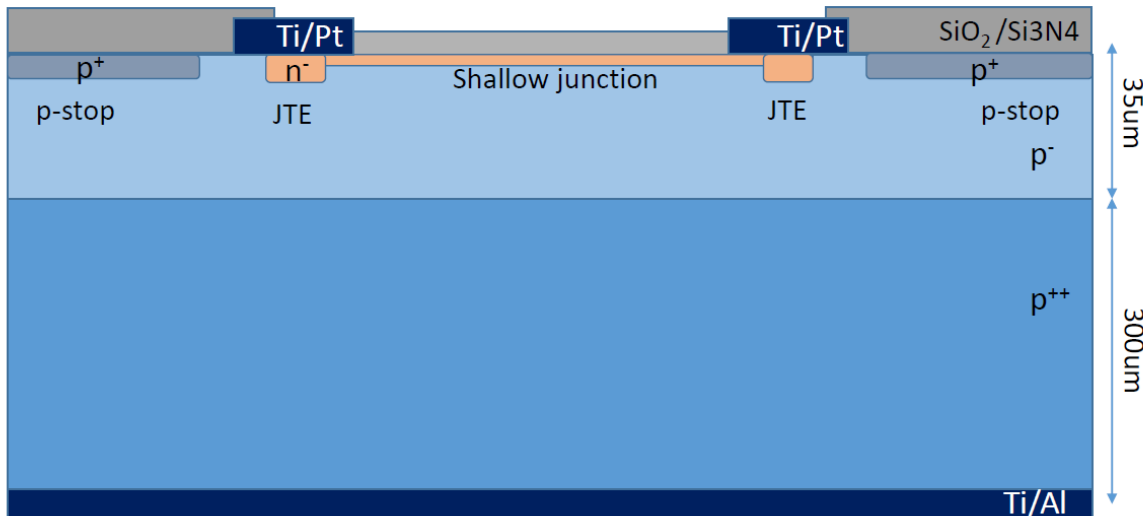 Ti/Pt
Ti/Pt
SiO₂/Si3N4
p⁺
n⁻
Shallow junction
p⁺
p-stop
JTE
JTE
p-stop
35um
p⁻
p⁺⁺
300um
Ti/Al